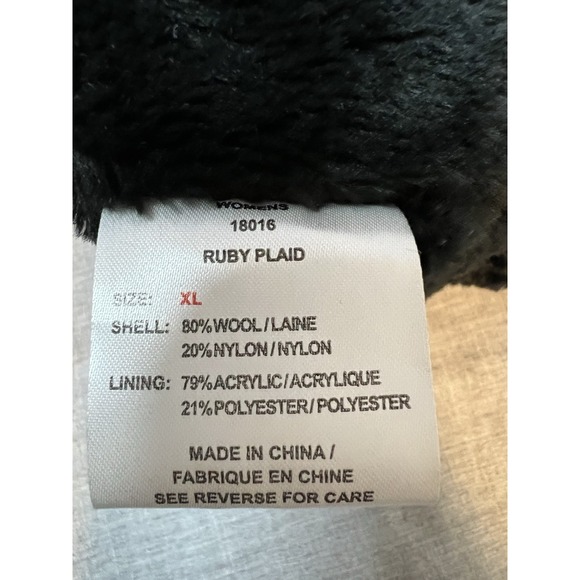 WOMENS
18016
RUBY PLAID
SIZE: XL
SHELL: 80%WOOL/LAINE
20%NYLON/NYLON
LINING: 79%ACRYLIC/ACRYLIQUE
21%POLYESTER/POLYESTER
MADE IN CHINA/
FABRIQUE EN CHINE
SEE REVERSE FOR CARE